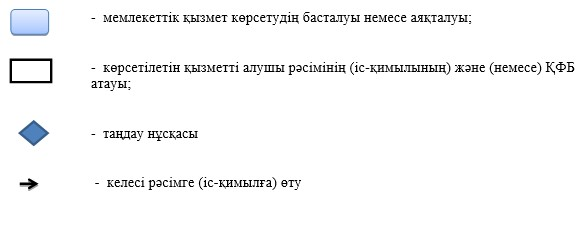 - мемлекеттік қызмет көрсетудің басталуы немесе аяқталуы;
- көрсетілетін қызметті алушы рәсімінің (іс-қимылының) және (немесе) ҚФБ
атауы;
- таңдау нұсқасы
- келесі рәсімге (іс-қимылға) өту